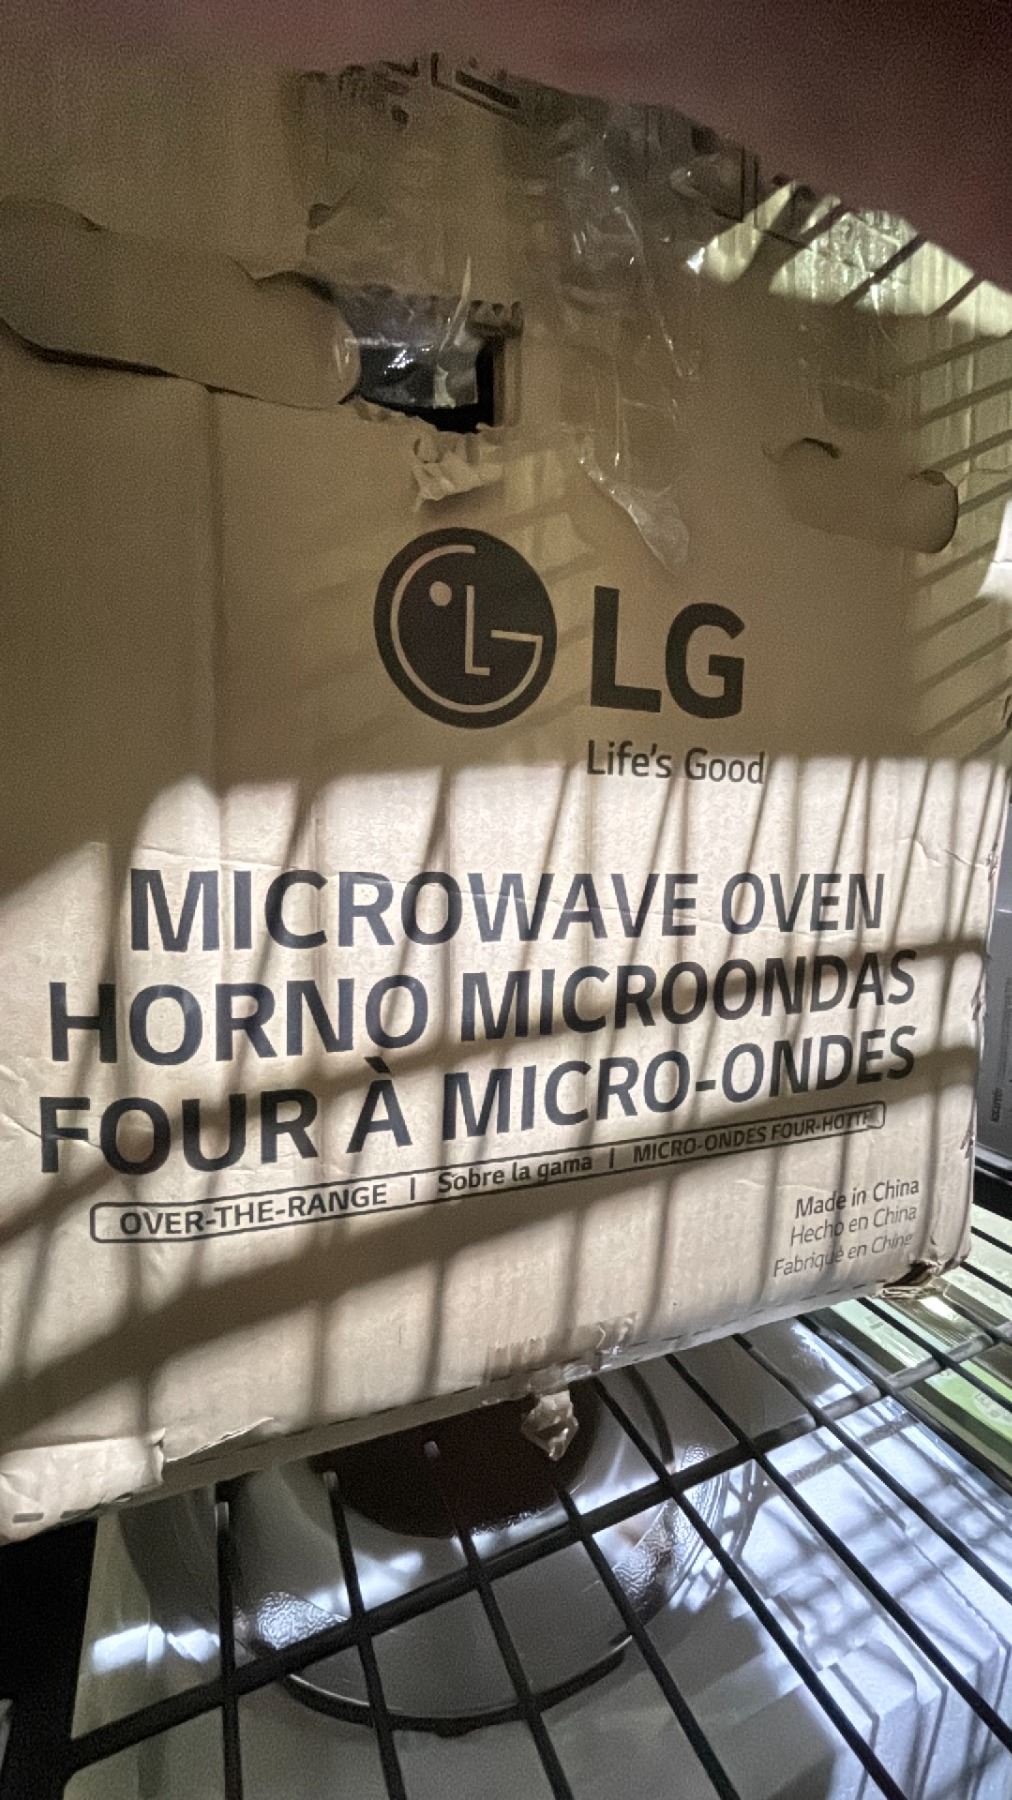 LG
Life's Good
MICROWAVE OVEN
HORNO MICROONDAS
FOUR À MICRO-ONDES
OVER-THE-RANGE | Sobre la gama | MICRO-ONDES FOUR-HOTTE
Made in China
Hecho en China
Fabriqué en Chine